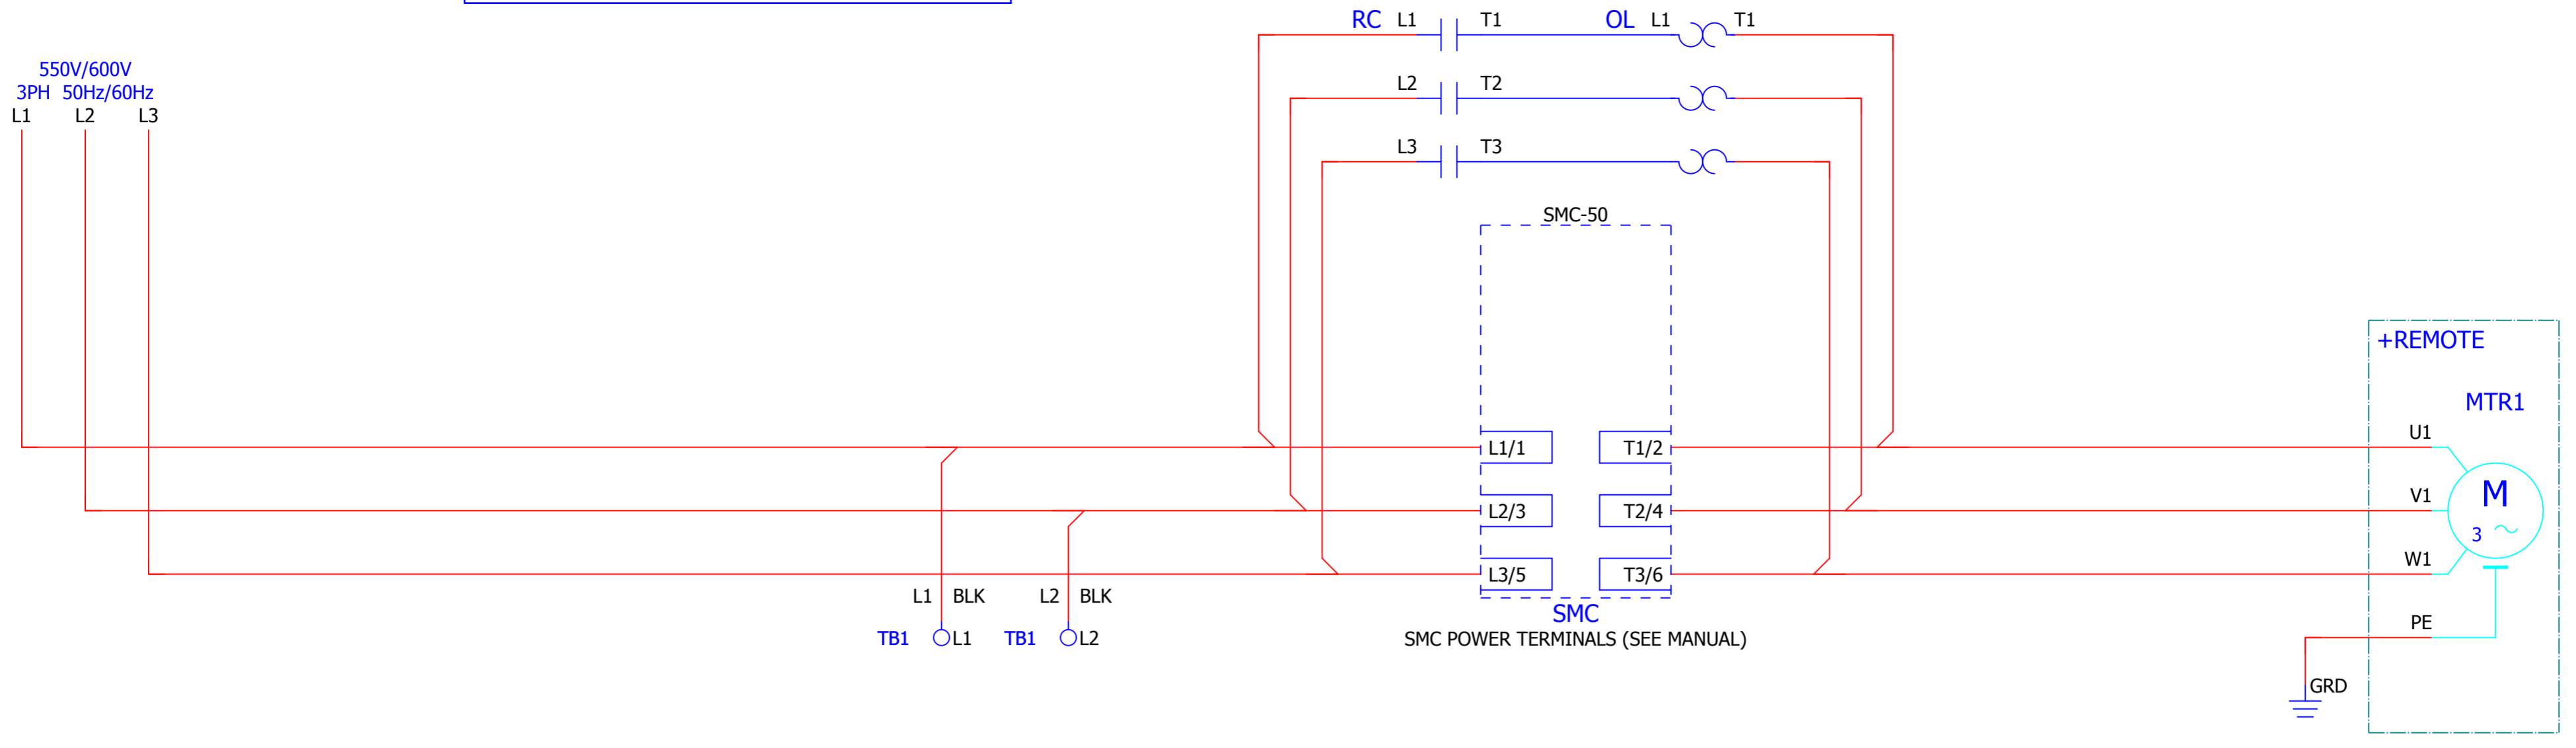 RC L1 T1 OL L1 T1
550V/600V
3PH 50Hz/60Hz
L1 L2 L3
L2 T2
L3 T3
SMC-50
+REMOTE
MTR1
L1/1 T1/2 U1
L2/3 T2/4 V1
M
3
L3/5 T3/6 W1
L1 BLK L2 BLK
SMC
TB1 L1 TB1 L2
SMC POWER TERMINALS (SEE MANUAL)
PE
GRD